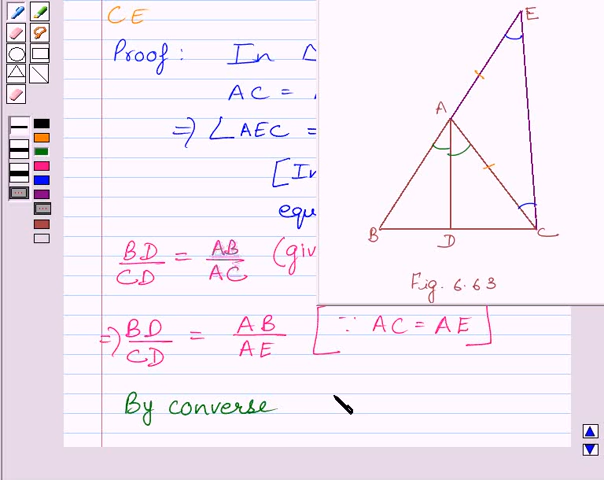 CE
Proof : In
AC =
⇒ ∠AEC =
[In
equ
BD/CD = AB/AC (giv
⇒ BD/CD = AB/AE [∵ AC = AE]
By converse
E
A
B
D
C
Fig. 6.63